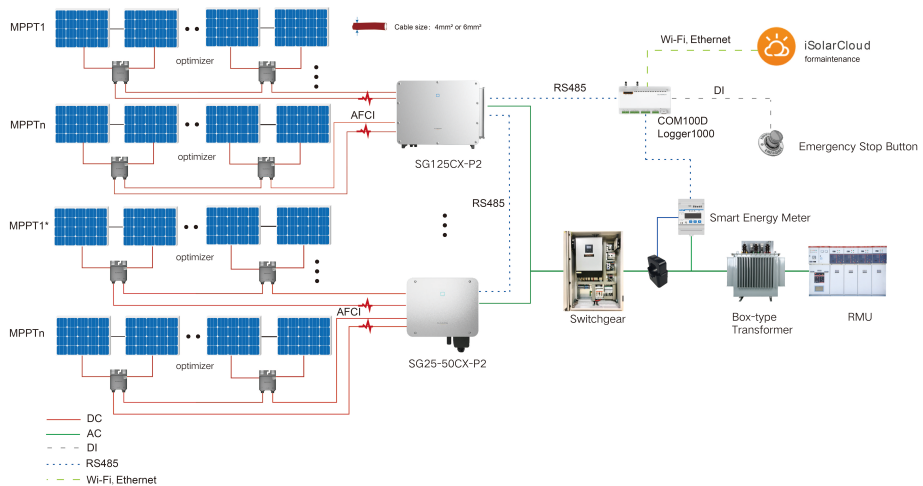 MPPT1
Cable size： 4mm² or 6mm²
optimizer
Wi-Fi, Ethernet
iSolarCloud
formaintenance
RS485
DI
MPPTn
AFCI
optimizer
COM100D
Logger1000
Emergency Stop Button
SG125CX-P2
RS485
MPPT1*
optimizer
Smart Energy Meter
AFCI
MPPTn
optimizer
SG25-50CX-P2
Switchgear
Box-type
Transformer
RMU
DC
AC
DI
RS485
Wi-Fi, Ethernet